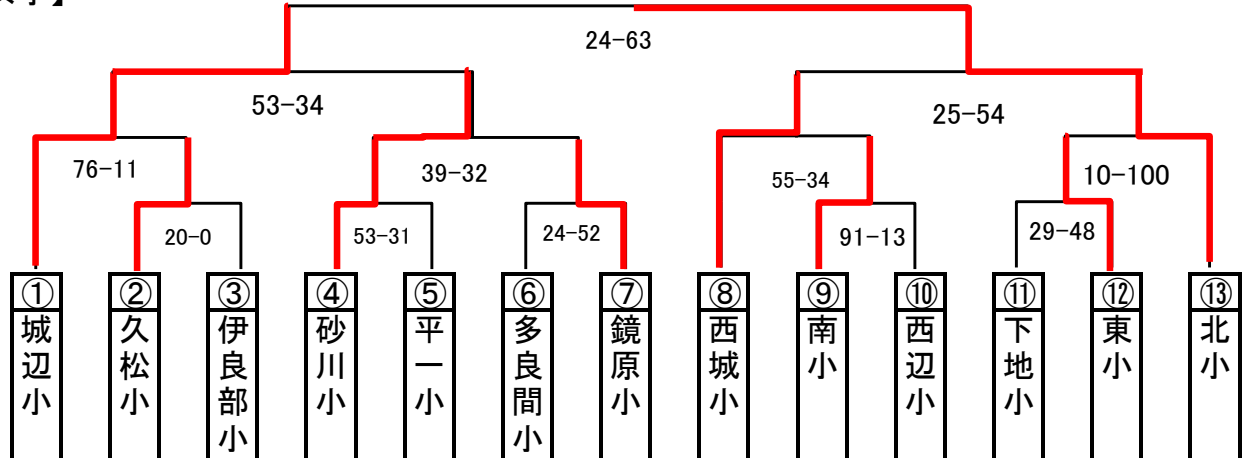 24-63
53-34
25-54
76-11
39-32
55-34
10-100
20-0
53-31
24-52
91-13
29-48
① 城辺小
② 久松小
③ 伊良部小
④ 砂川小
⑤ 平一小
⑥ 多良間小
⑦ 鏡原小
⑧ 西城小
⑨ 南小
⑩ 西辺小
⑪ 下地小
⑫ 東小
⑬ 北小